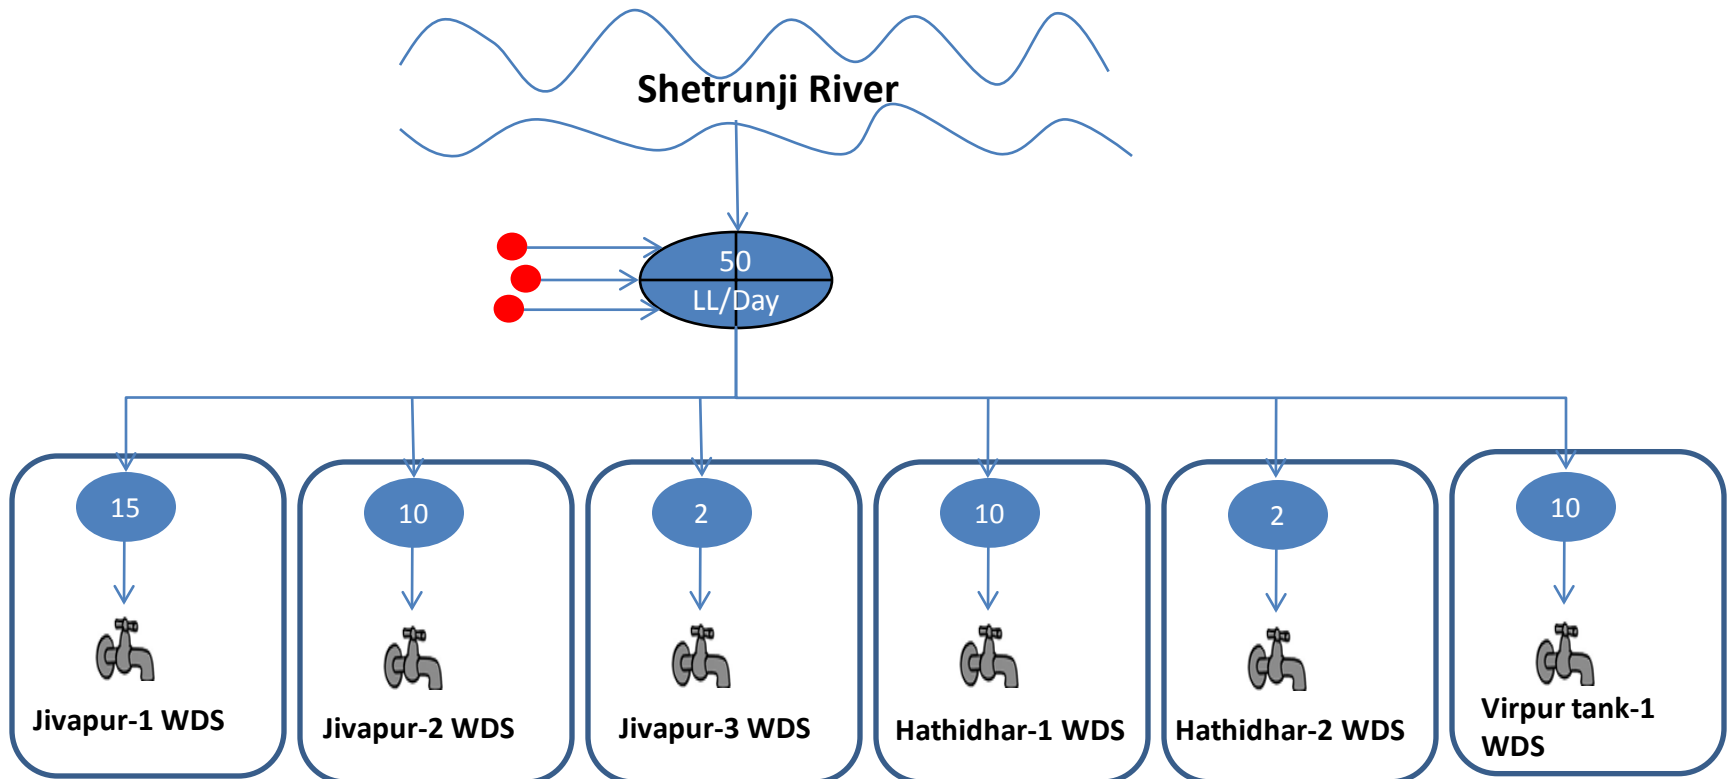 Shetrunji River
50
LL/Day
15
10
2
10
2
10
Jivapur-1 WDS
Jivapur-2 WDS
Jivapur-3 WDS
Hathidhar-1 WDS
Hathidhar-2 WDS
Virpur tank-1
WDS